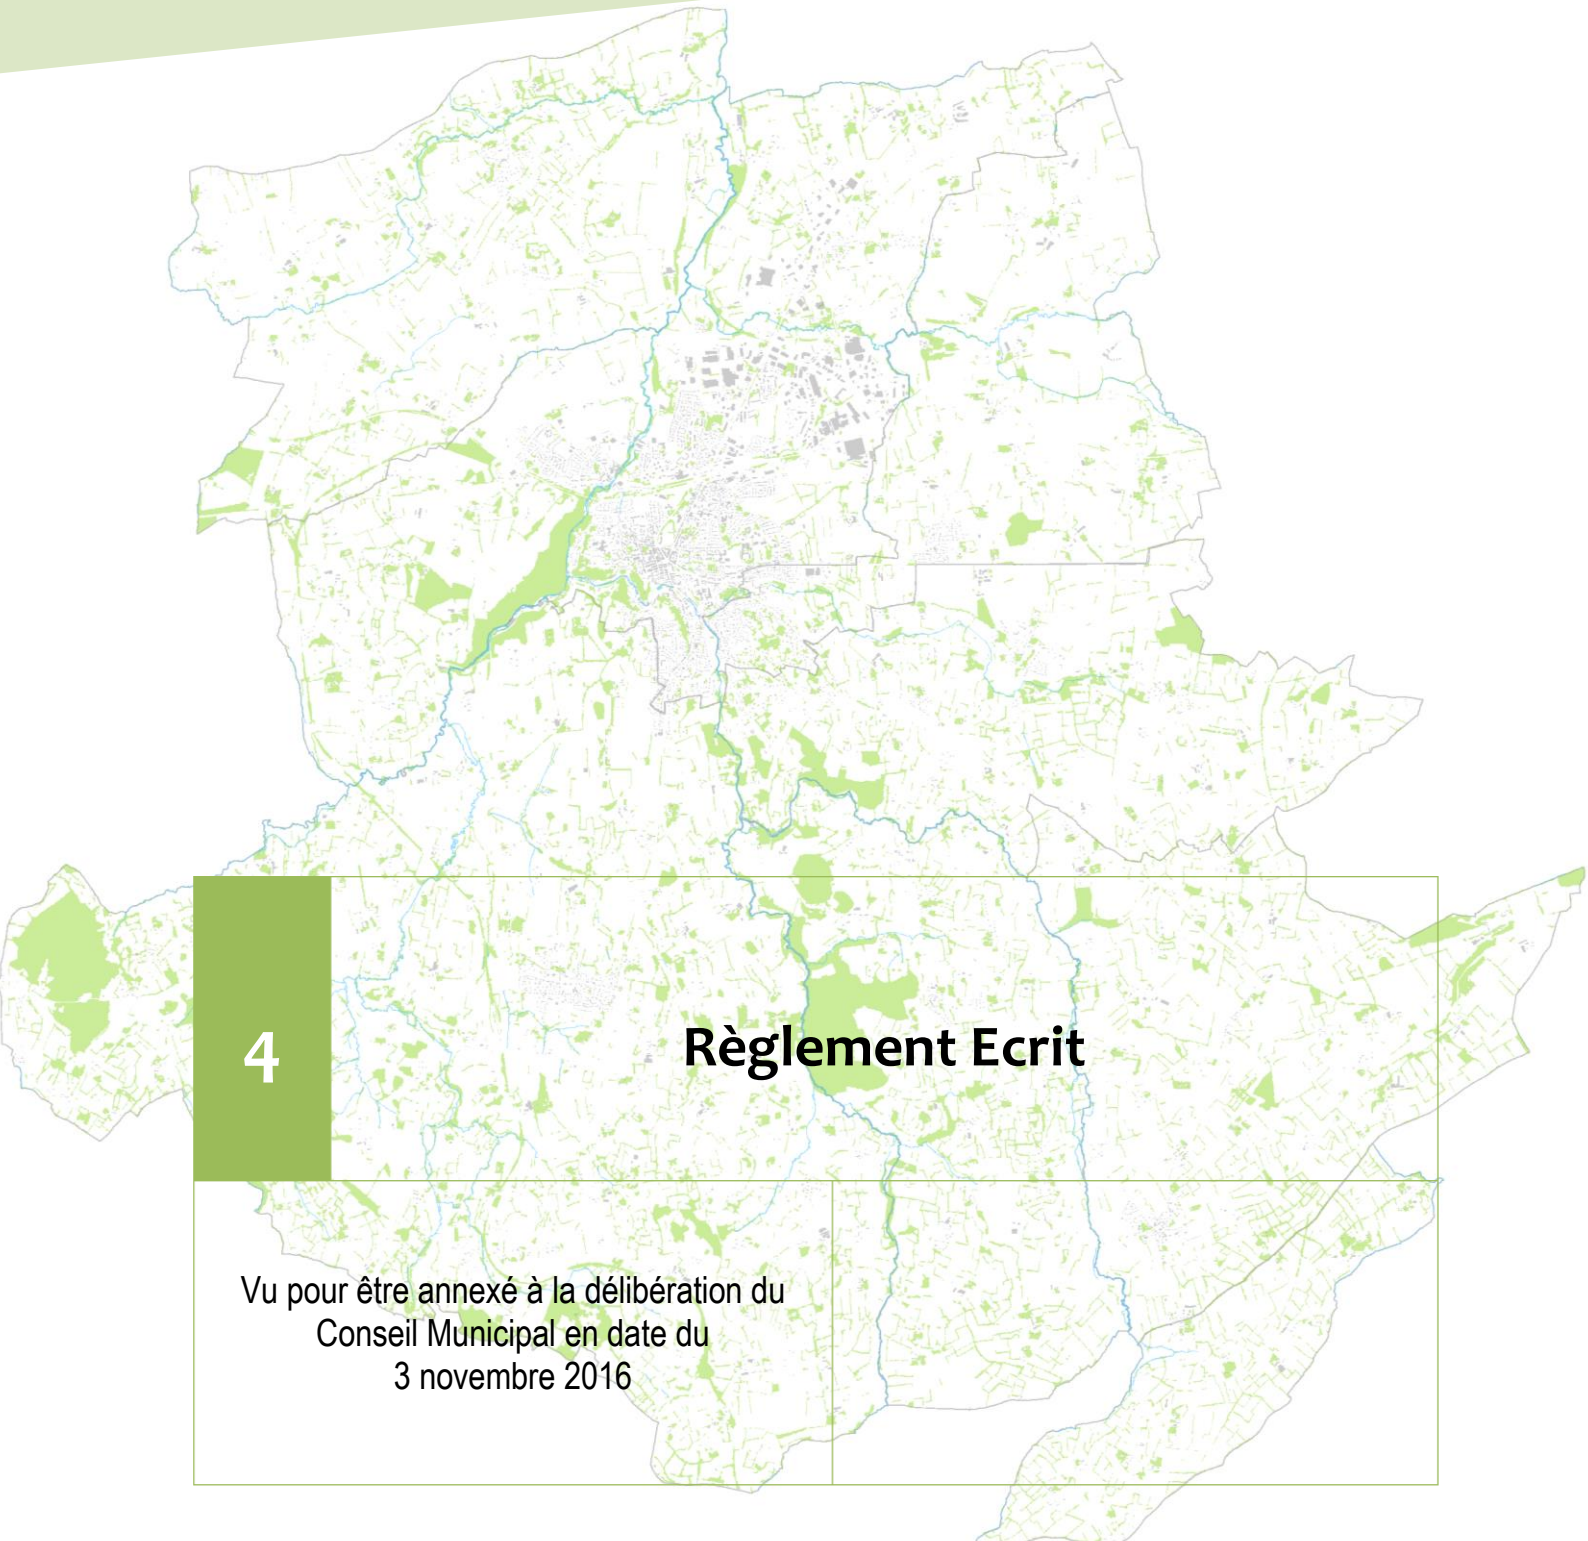 4
Règlement Ecrit
Vu pour être annexé à la délibération du
Conseil Municipal en date du
3 novembre 2016